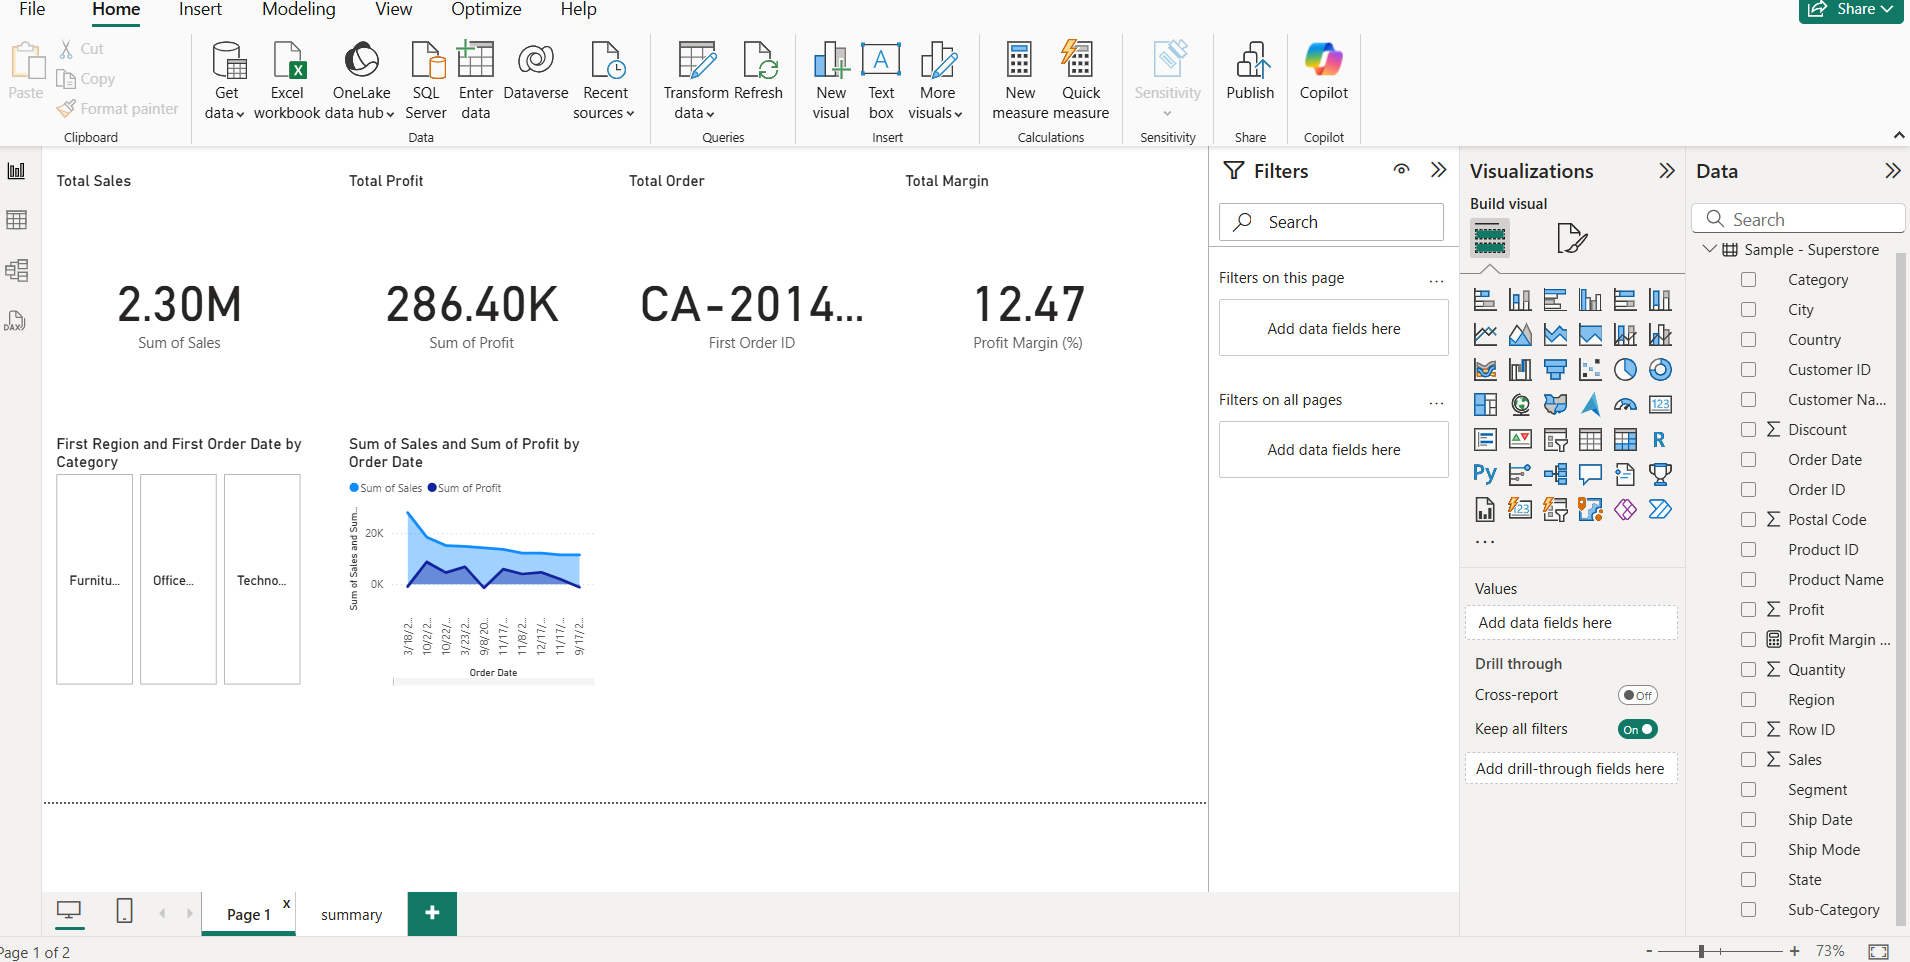 File Home Insert Modeling View Optimize Help Share
Paste
Cut
Copy
Format painter
Clipboard
Get data
Excel workbook
OneLake data hub
SQL Server
Enter data
Dataverse
Recent sources
Data
Transform data
Refresh
Queries
New visual
Text box
More visuals
Insert
New measure
Quick measure
Calculations
Sensitivity
Sensitivity
Publish
Share
Copilot
Copilot
DAX
Total Sales
2.30M
Sum of Sales
Total Profit
286.40K
Sum of Profit
Total Order
CA-2014...
First Order ID
Total Margin
12.47
Profit Margin (%)
First Region and First Order Date by
Category
Furnitu...
Office...
Techno...
Sum of Sales and Sum of Profit by
Order Date
Sum of Sales Sum of Profit
Sum of Sales and Sum...
20K
0K
3/18/2...
10/2/2...
10/22/...
3/23/2...
9/8/20...
11/17/...
11/8/2...
12/17/...
11/17/...
9/17/2...
Order Date
Filters
Search
Filters on this page ...
Add data fields here
Filters on all pages ...
Add data fields here
Visualizations
Build visual
123
R
Py
123
...
Values
Add data fields here
Drill through
Cross-report Off
Keep all filters On
Add drill-through fields here
Data
Search
Sample - Superstore
Category
City
Country
Customer ID
Customer Na...
Discount
Order Date
Order ID
Postal Code
Product ID
Product Name
Profit
Profit Margin ...
Quantity
Region
Row ID
Sales
Segment
Ship Date
Ship Mode
State
Sub-Category
Page 1 x
summary
+
Page 1 of 2
- + 73%